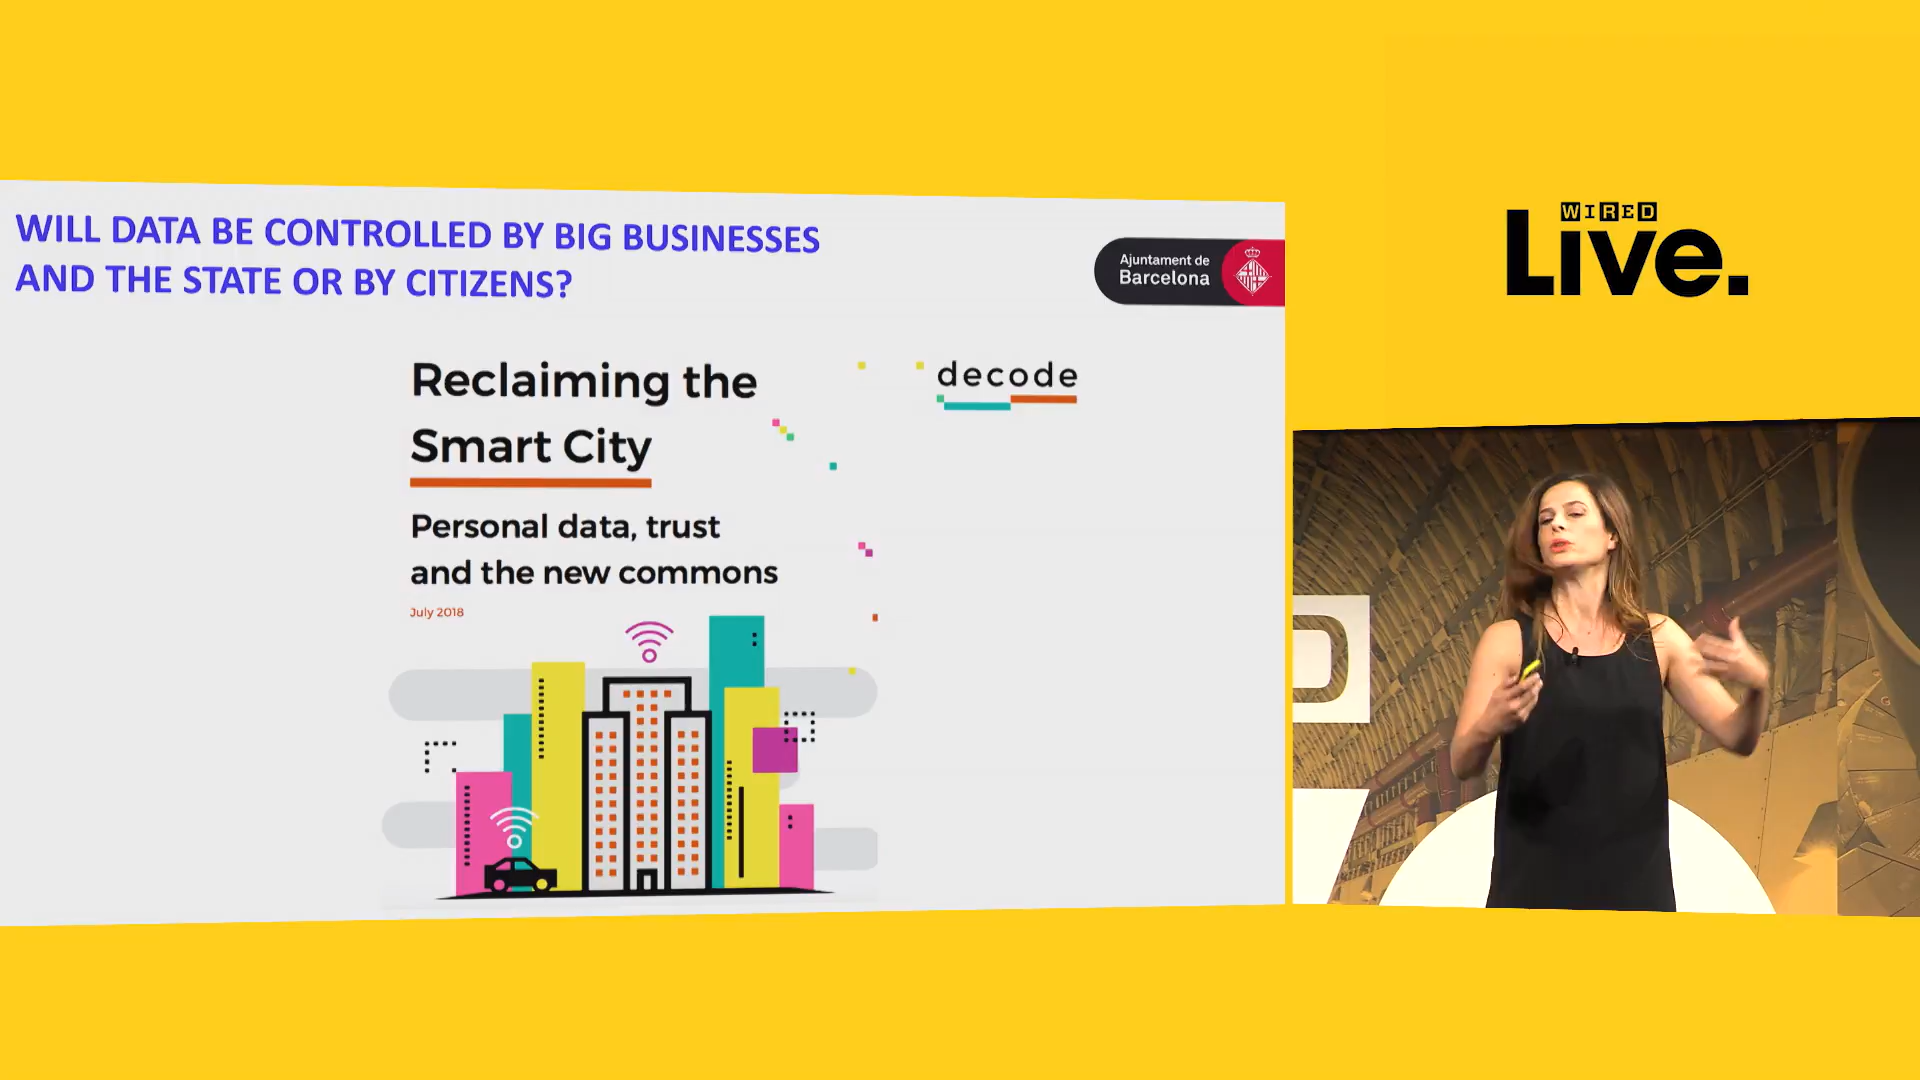 WILL DATA BE CONTROLLED BY BIG BUSINESSES
AND THE STATE OR BY CITIZENS?
Ajuntament de
Barcelona
Reclaiming the
Smart City
Personal data, trust
and the new commons
July 2018
decode
WIRED
Live.